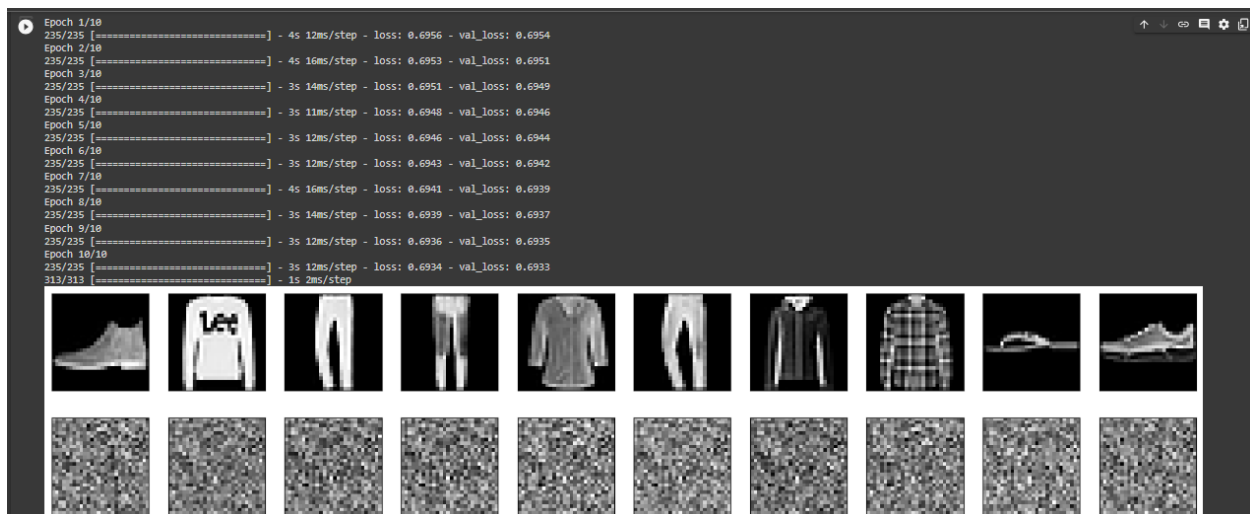 Epoch 1/10
235/235 [==============================] - 4s 12ms/step - loss: 0.6956 - val_loss: 0.6954
Epoch 2/10
235/235 [==============================] - 4s 16ms/step - loss: 0.6953 - val_loss: 0.6951
Epoch 3/10
235/235 [==============================] - 3s 14ms/step - loss: 0.6951 - val_loss: 0.6949
Epoch 4/10
235/235 [==============================] - 3s 11ms/step - loss: 0.6948 - val_loss: 0.6946
Epoch 5/10
235/235 [==============================] - 3s 12ms/step - loss: 0.6946 - val_loss: 0.6944
Epoch 6/10
235/235 [==============================] - 3s 12ms/step - loss: 0.6943 - val_loss: 0.6942
Epoch 7/10
235/235 [==============================] - 4s 16ms/step - loss: 0.6941 - val_loss: 0.6939
Epoch 8/10
235/235 [==============================] - 3s 14ms/step - loss: 0.6939 - val_loss: 0.6937
Epoch 9/10
235/235 [==============================] - 3s 12ms/step - loss: 0.6936 - val_loss: 0.6935
Epoch 10/10
235/235 [==============================] - 3s 12ms/step - loss: 0.6934 - val_loss: 0.6933
313/313 [==============================] - 1s 2ms/step
Lee